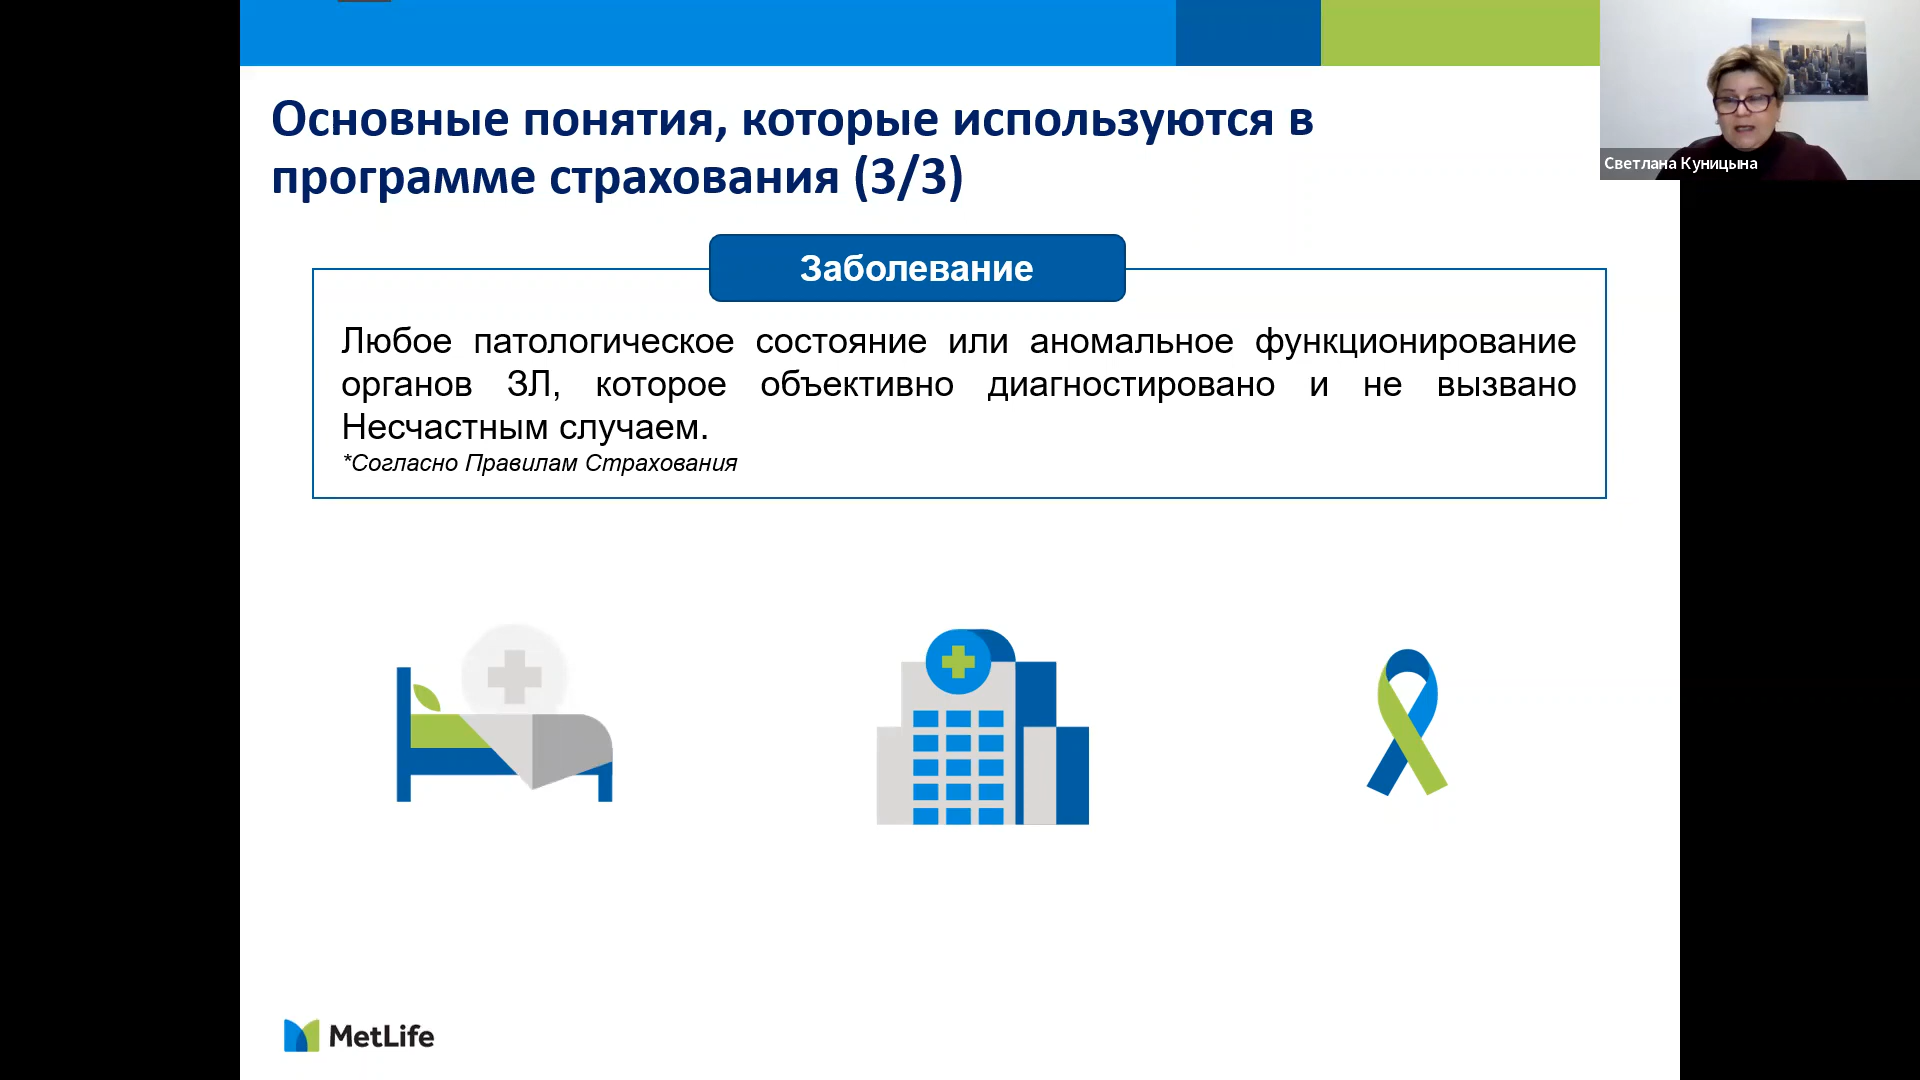 Основные понятия, которые используются в
программе страхования (3/3)
Светлана Куницына
Заболевание
Любое патологическое состояние или аномальное функционирование
органов ЗЛ, которое объективно диагностировано и не вызвано
Несчастным случаем.
*Согласно Правилам Страхования
MetLife